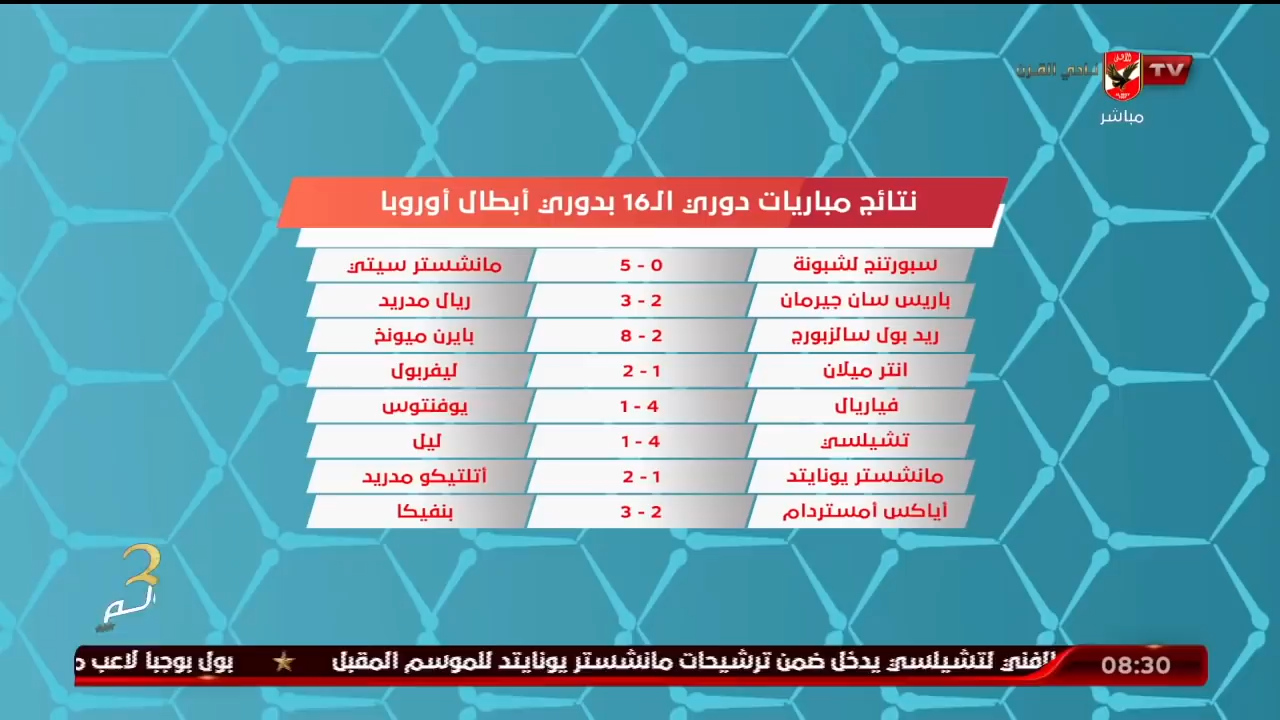 نادي القرن TV
مباشر
نتائج مباريات دوري الـ16 بدوري أبطال أوروبا
سبورتنج لشبونة 5 - 0 مانشستر سيتي
باريس سان جيرمان 3 - 2 ريال مدريد
ريد بول سالزبورج 8 - 2 بايرن ميونخ
انتر ميلان 2 - 1 ليفربول
فياريال 1 - 4 يوفنتوس
تشيلسي 1 - 4 ليل
مانشستر يونايتد 2 - 1 أتلتيكو مدريد
أياكس أمستردام 3 - 2 بنفيكا
الفني لتشيلسي يدخل ضمن ترشيحات مانشستر يونايتد للموسم المقبل ★ بول بوجبا لاعب
08:30